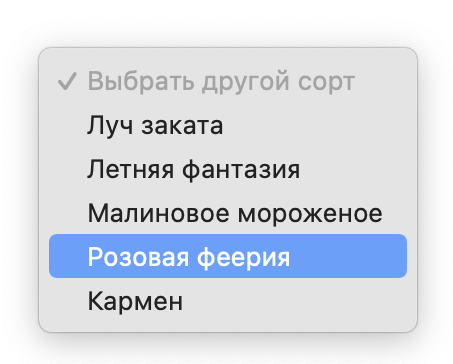 Выбрать другой сорт
Луч заката
Летняя фантазия
Малиновое мороженое
Розовая феерия
Кармен